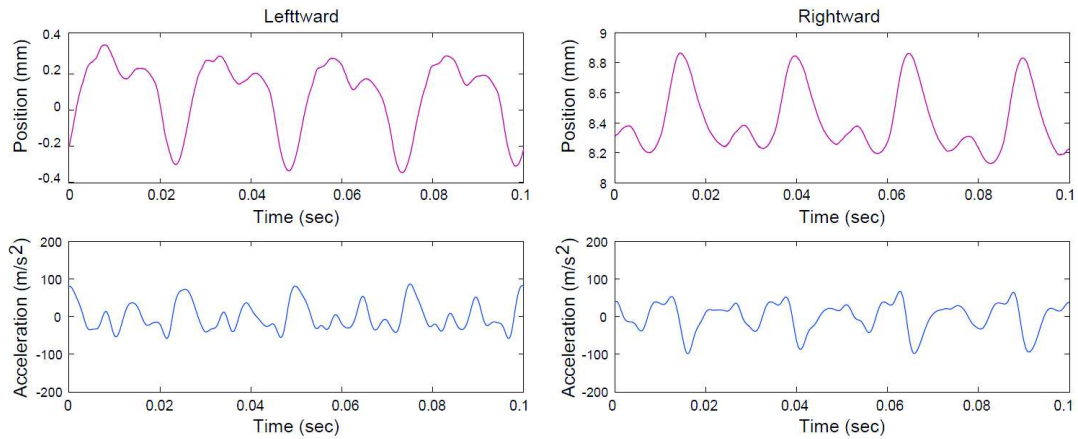 Lefttward
Position (mm)
0.4
0.2
0
-0.2
-0.4
0 0.02 0.04 0.06 0.08 0.1
Time (sec)
Rightward
Position (mm)
9
8.8
8.6
8.4
8.2
8
0 0.02 0.04 0.06 0.08 0.1
Time (sec)
Acceleration (m/s2)
200
100
0
-100
-200
0 0.02 0.04 0.06 0.08 0.1
Time (sec)
Acceleration (m/s2)
200
100
0
-100
-200
0 0.02 0.04 0.06 0.08 0.1
Time (sec)